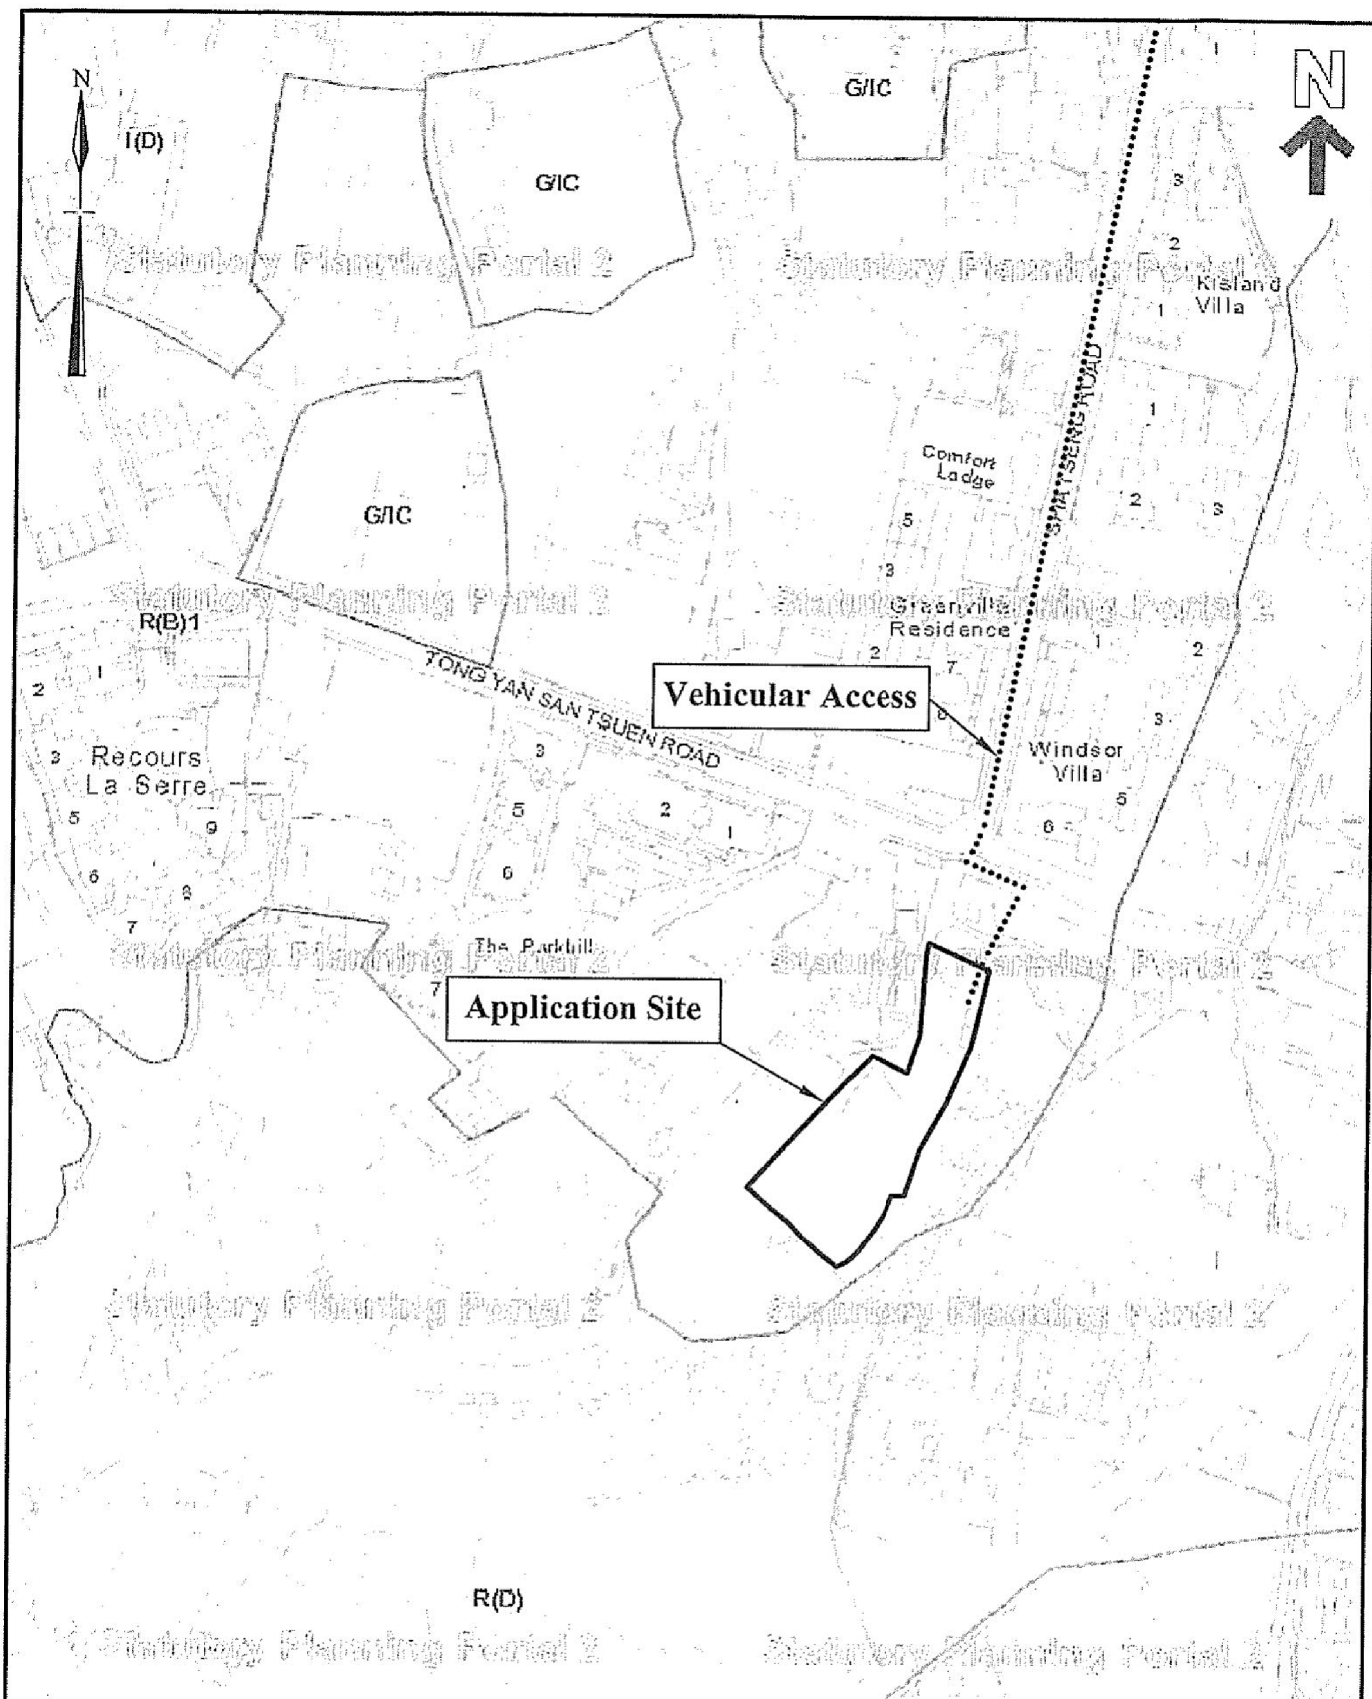 N
N
I(D)
G/IC
G/IC
1
3
2
1
Kisland
Villa
Statutory Planning Portal 2
Statutory Planning Portal 2
SHA TSENG ROAD
1
2
3
Comfort
Lodge
5
3
G/IC
Statutory Planning Portal 2
Statutory Planning Portal 2
R(B)1
Greenvilla
Residence
2
7
6
1
2
3
5
6
TONG YAN SAN TSUEN ROAD
Vehicular Access
Windsor
Villa
1
2
3
Recours
La Serre
5
9
6
8
7
3
5
6
2
1
The Parkhill
7
Statutory Planning Portal 2
Statutory Planning Portal 2
Application Site
Statutory Planning Portal 2
Statutory Planning Portal 2
R(D)
Statutory Planning Portal 2
Statutory Planning Portal 2